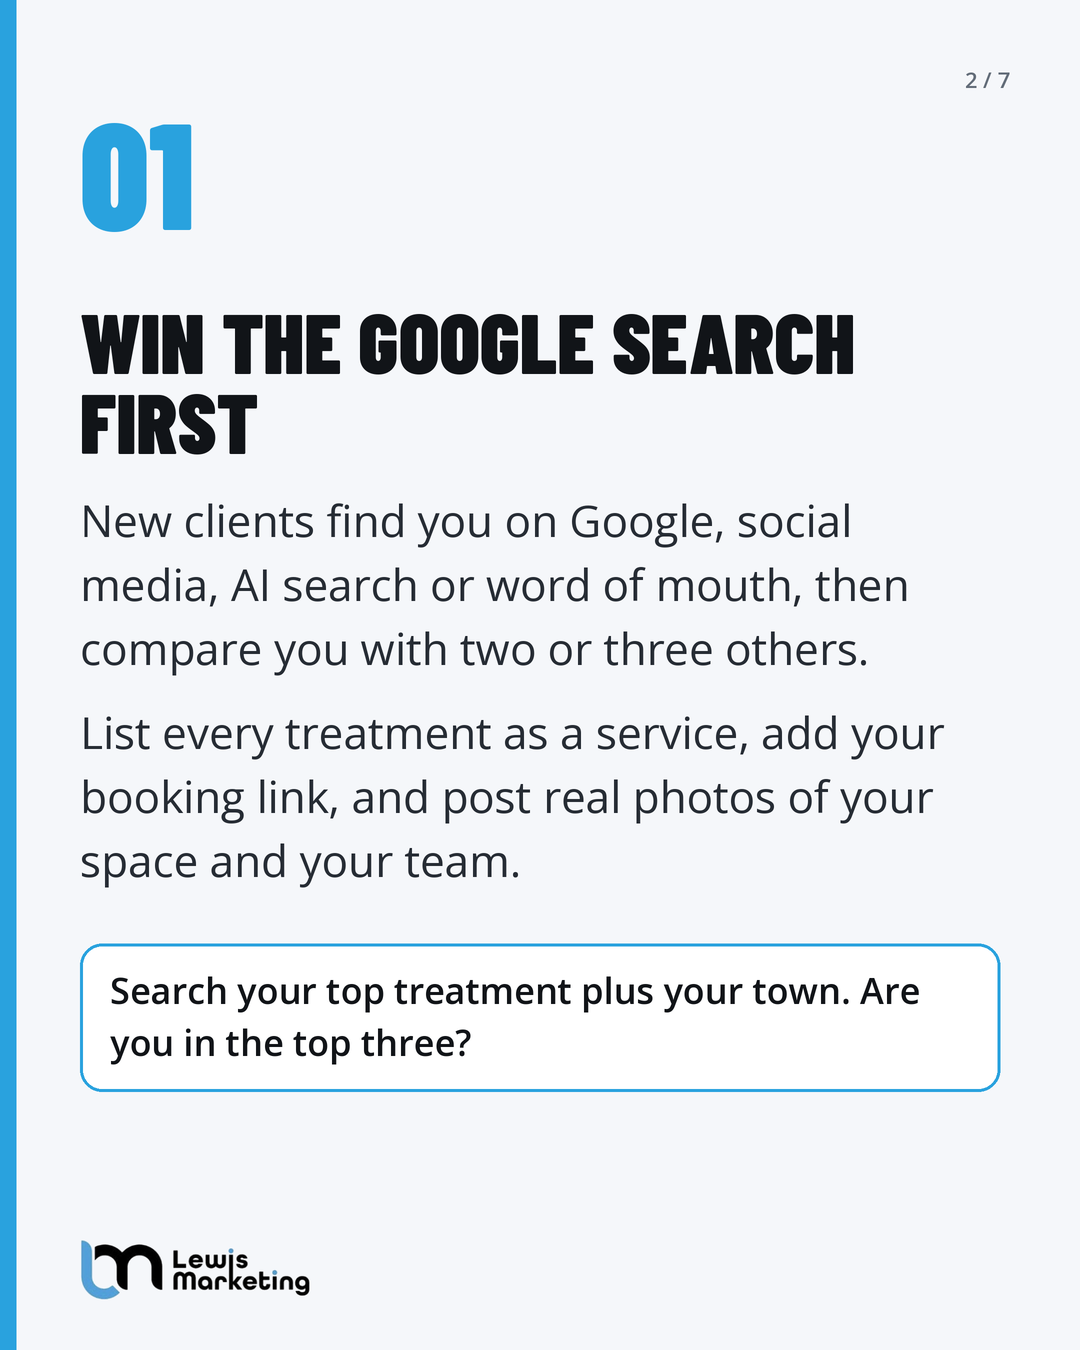 2 / 7
01
WIN THE GOOGLE SEARCH
FIRST
New clients find you on Google, social
media, AI search or word of mouth, then
compare you with two or three others.
List every treatment as a service, add your
booking link, and post real photos of your
space and your team.
Search your top treatment plus your town. Are
you in the top three?
Lewis
Marketing